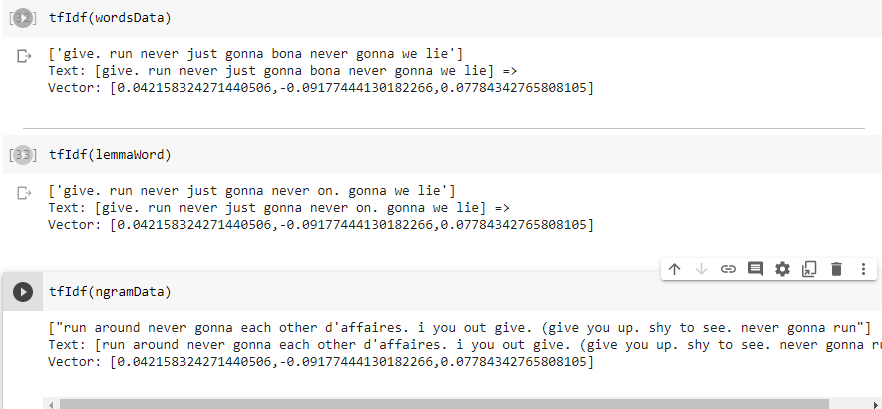 [32] tfIdf(wordsData)
['give. run never just gonna bona never gonna we lie']
Text: [give. run never just gonna bona never gonna we lie] =>
Vector: [0.042158324271440506,-0.09177444130182266,0.07784342765808105]
[33] tfIdf(lemmaWord)
['give. run never just gonna never on. gonna we lie']
Text: [give. run never just gonna never on. gonna we lie] =>
Vector: [0.042158324271440506,-0.09177444130182266,0.07784342765808105]
tfIdf(ngramData)
["run around never gonna each other d'affaires. i you out give. (give you up. shy to see. never gonna run"]
Text: [run around never gonna each other d'affaires. i you out give. (give you up. shy to see. never gonna ru
Vector: [0.042158324271440506,-0.09177444130182266,0.07784342765808105]